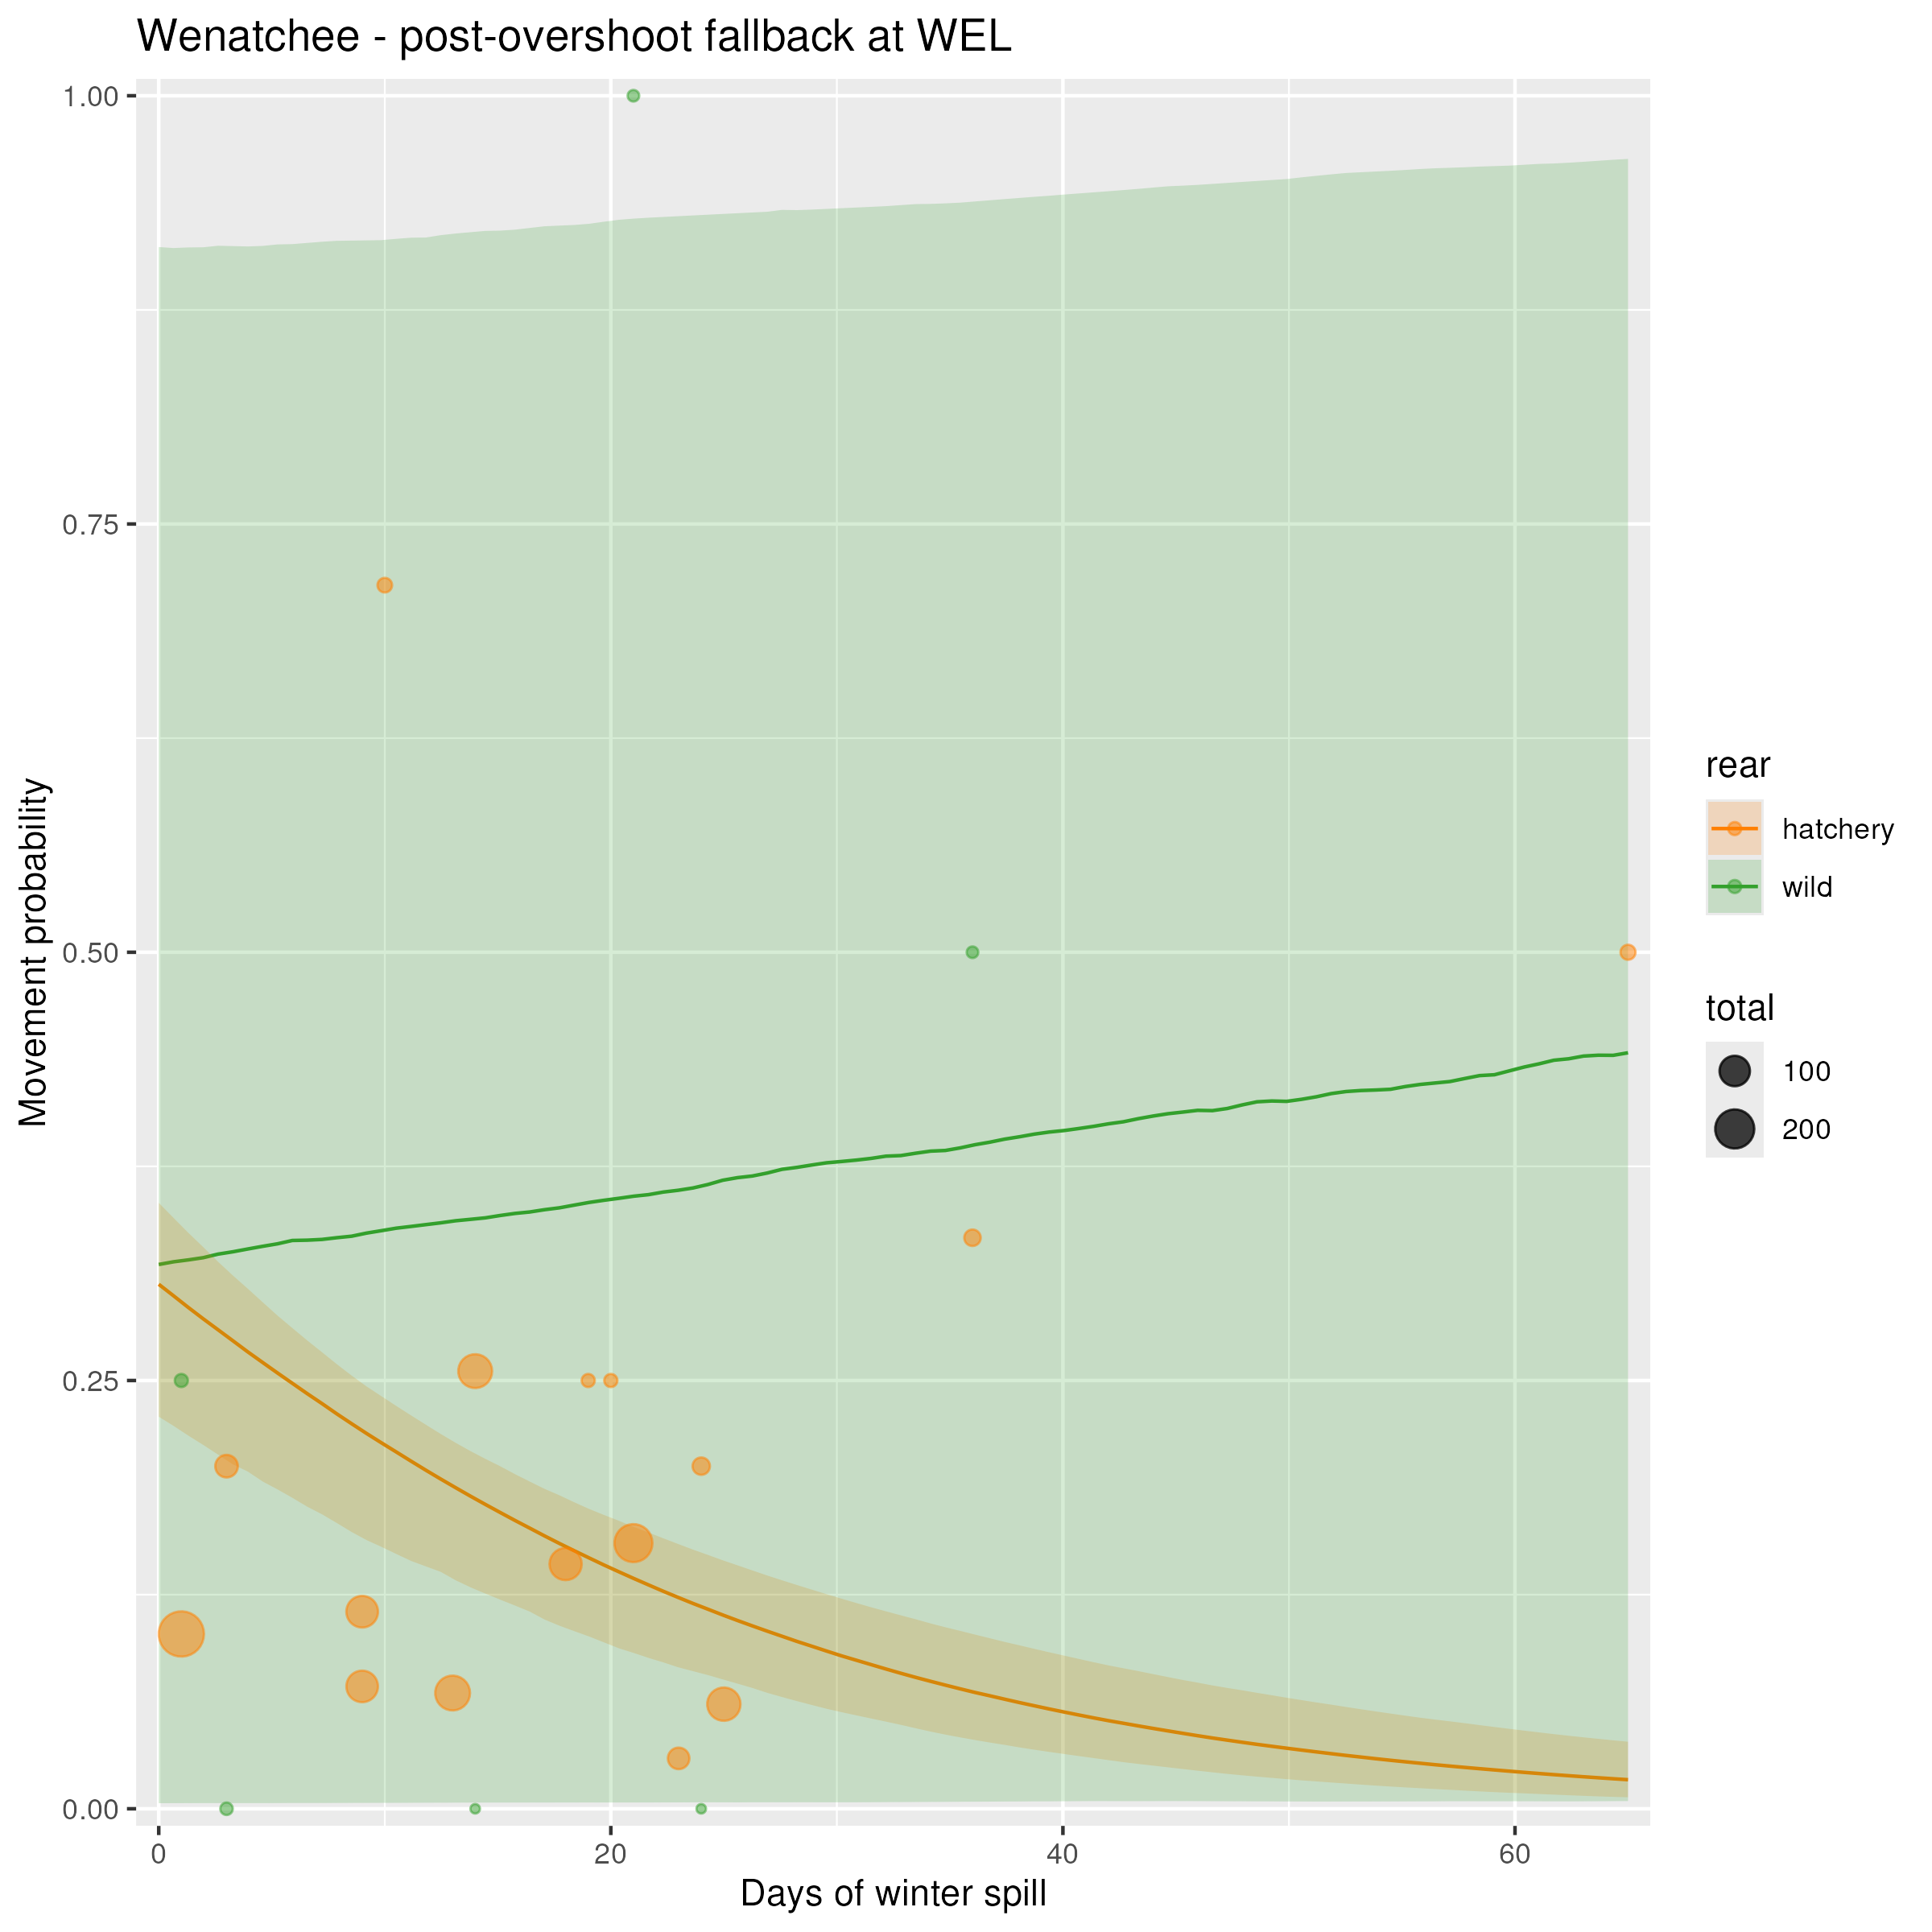 Wenatchee - post-overshoot fallback at WEL
1.00
0.75
0.50
0.25
0.00
Movement probability
0
20
40
60
Days of winter spill
rear
hatchery
wild
total
100
200